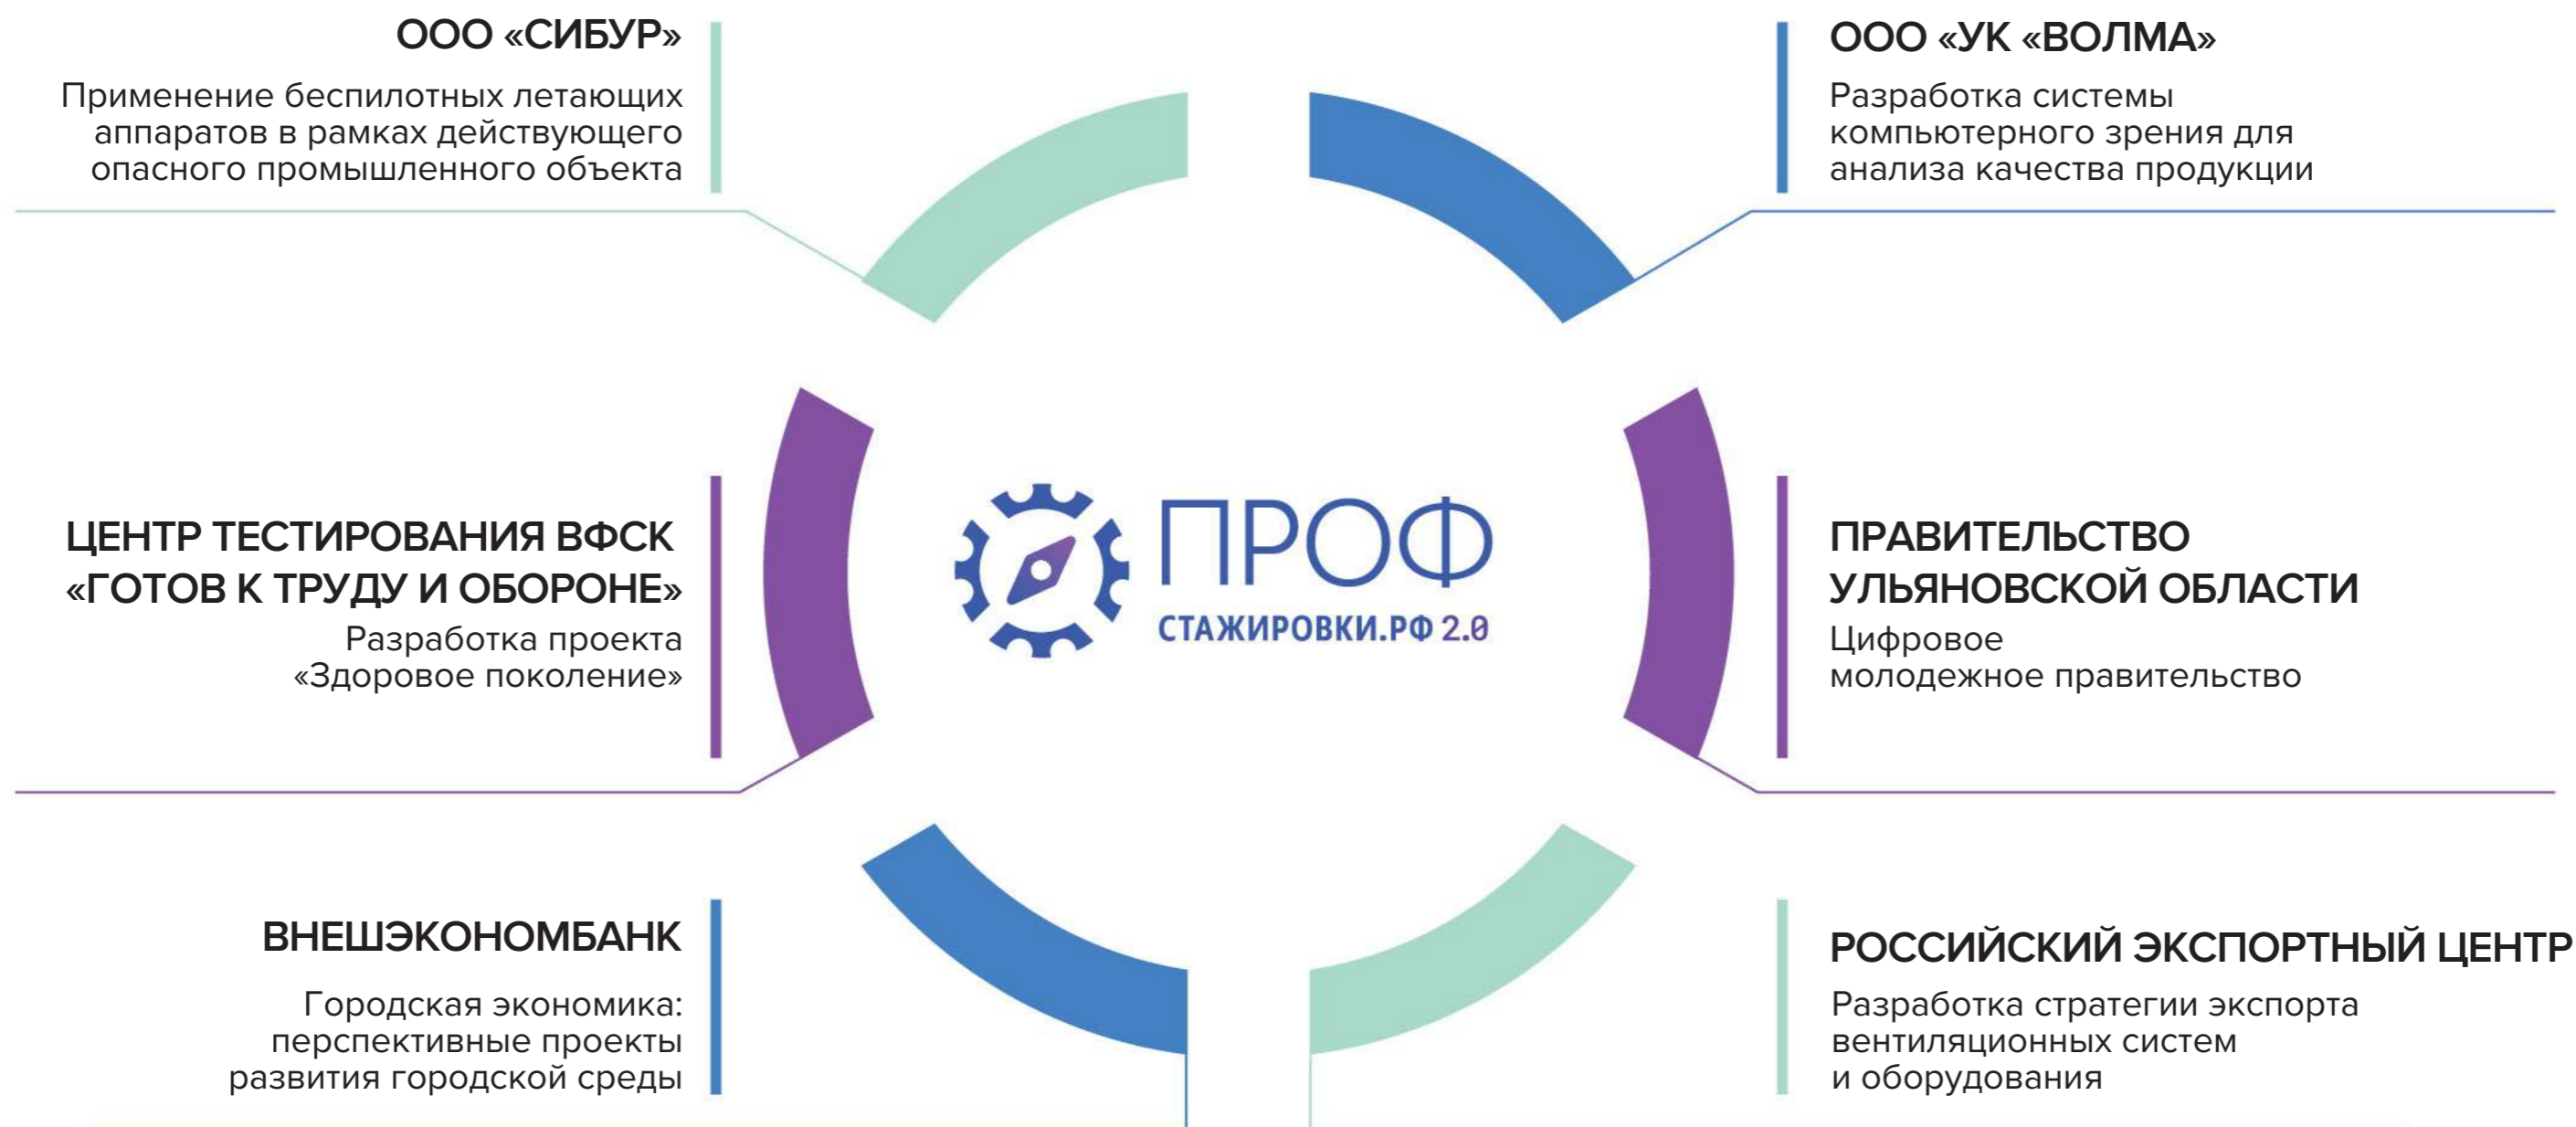 ООО «СИБУР»
Применение беспилотных летающих
аппаратов в рамках действующего
опасного промышленного объекта
ООО «УК «ВОЛМА»
Разработка системы
компьютерного зрения для
анализа качества продукции
ЦЕНТР ТЕСТИРОВАНИЯ ВФСК
«ГОТОВ К ТРУДУ И ОБОРОНЕ»
Разработка проекта
«Здоровое поколение»
ПРОФ
СТАЖИРОВКИ.РФ 2.0
ПРАВИТЕЛЬСТВО
УЛЬЯНОВСКОЙ ОБЛАСТИ
Цифровое
молодежное правительство
ВНЕШЭКОНОМБАНК
Городская экономика:
перспективные проекты
развития городской среды
РОССИЙСКИЙ ЭКСПОРТНЫЙ ЦЕНТР
Разработка стратегии экспорта
вентиляционных систем
и оборудования